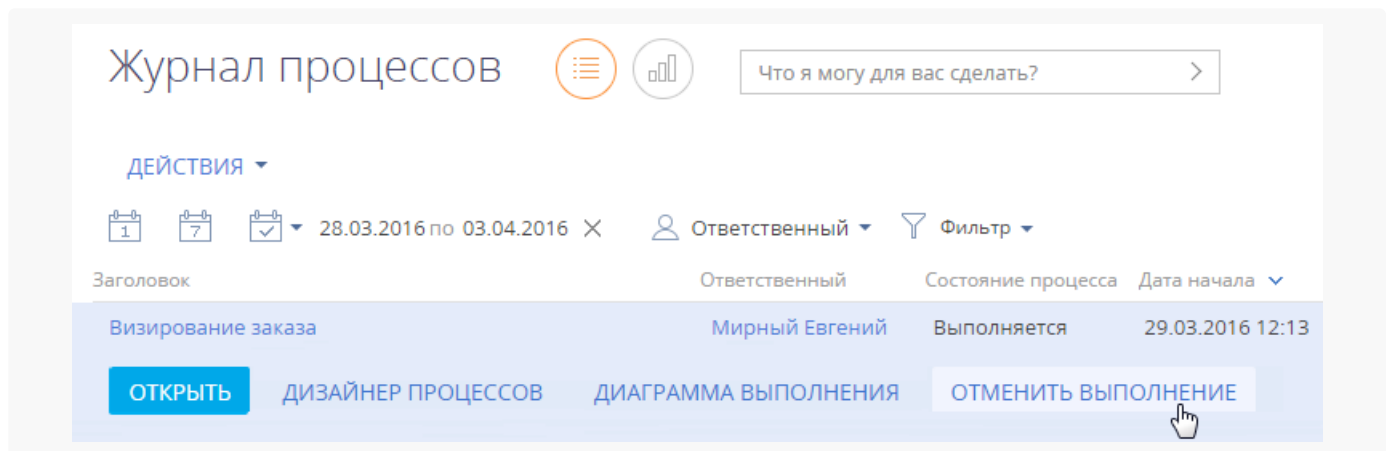 Журнал процессов
Что я могу для вас сделать?
ДЕЙСТВИЯ
1 7 28.03.2016 по 03.04.2016 Ответственный Фильтр
Заголовок Ответственный Состояние процесса Дата начала
Визирование заказа Мирный Евгений Выполняется 29.03.2016 12:13
ОТКРЫТЬ ДИЗАЙНЕР ПРОЦЕССОВ ДИАГРАММА ВЫПОЛНЕНИЯ ОТМЕНИТЬ ВЫПОЛНЕНИЕ